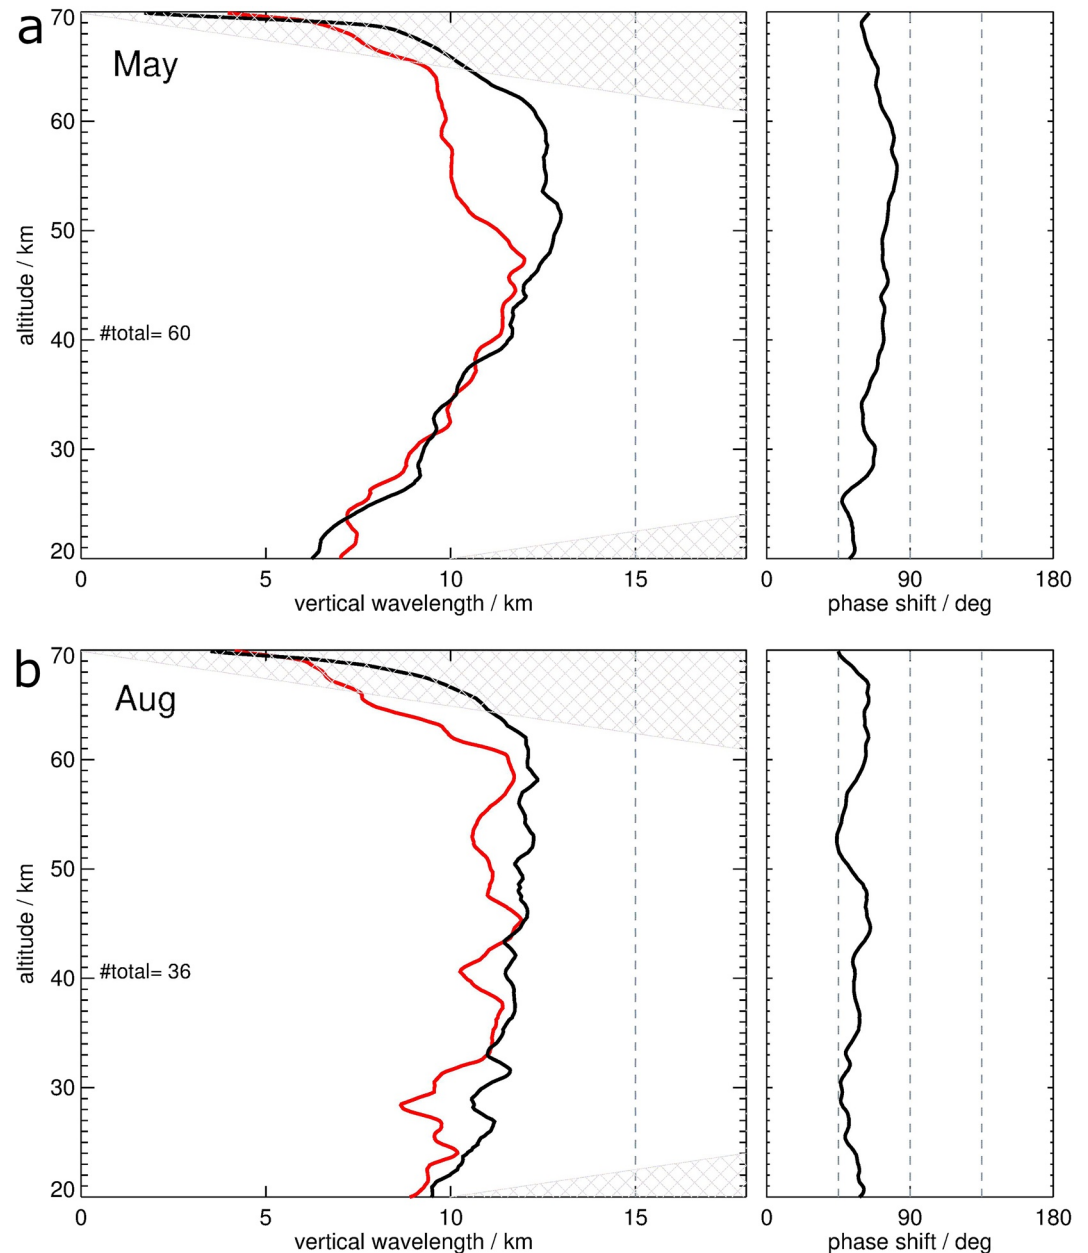 a
May
70
60
50
40
30
20
altitude / km
#total= 60
0 5 10 15
vertical wavelength / km
0 90 180
phase shift / deg
b
Aug
70
60
50
40
30
20
altitude / km
#total= 36
0 5 10 15
vertical wavelength / km
0 90 180
phase shift / deg